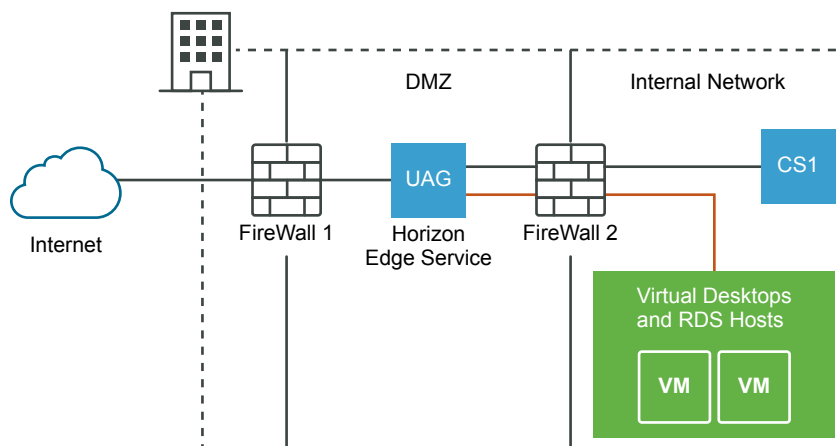 DMZ
Internal Network
UAG
CS1
Internet
FireWall 1
Horizon
Edge Service
FireWall 2
Virtual Desktops
and RDS Hosts
VM
VM